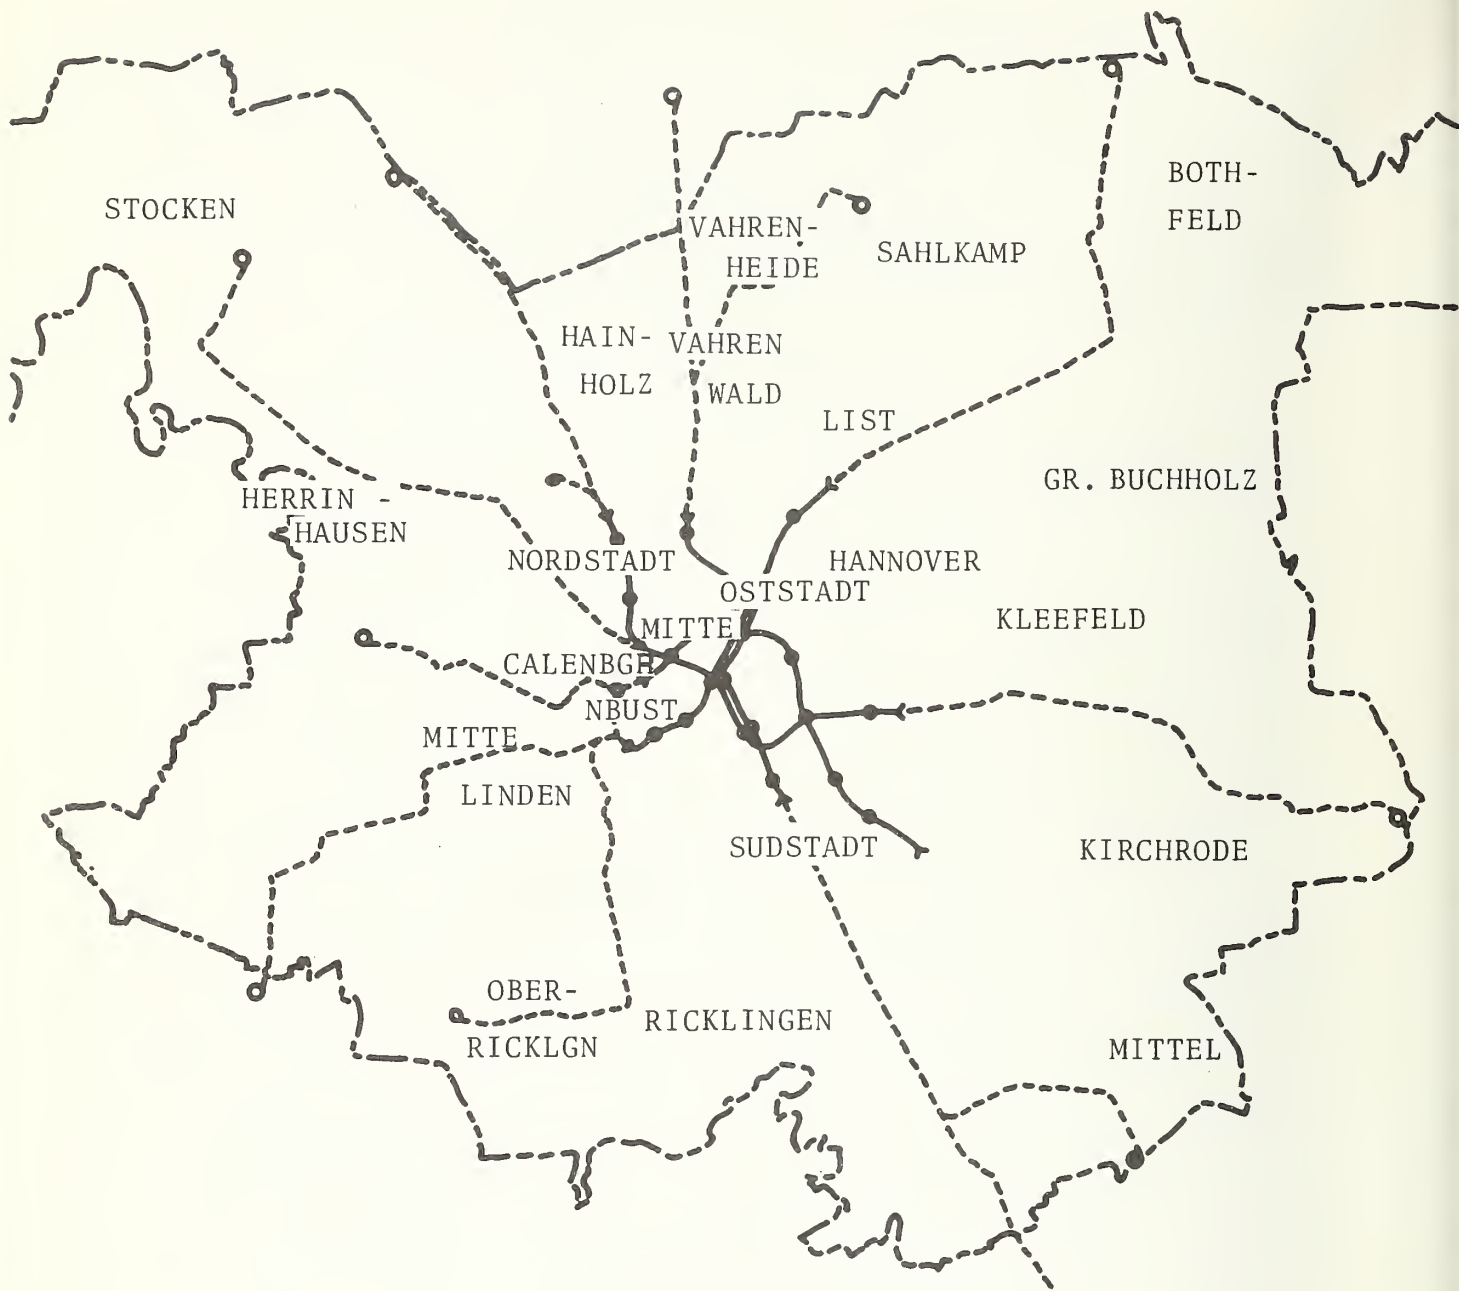 BOTH-
FELD
STOCKEN
VAHREN-
HEIDE
SAHLKAMP
HAIN-
HOLZ
VAHREN
WALD
LIST
GR. BUCHHOLZ
HERRIN -
HAUSEN
NORDSTADT
HANNOVER
OSTSTADT
KLEEFELD
MITTE
CALENBGR
NBUST
MITTE
LINDEN
SUDSTADT
KIRCHRODE
OBER-
RICKLGN
RICKLINGEN
MITTEL